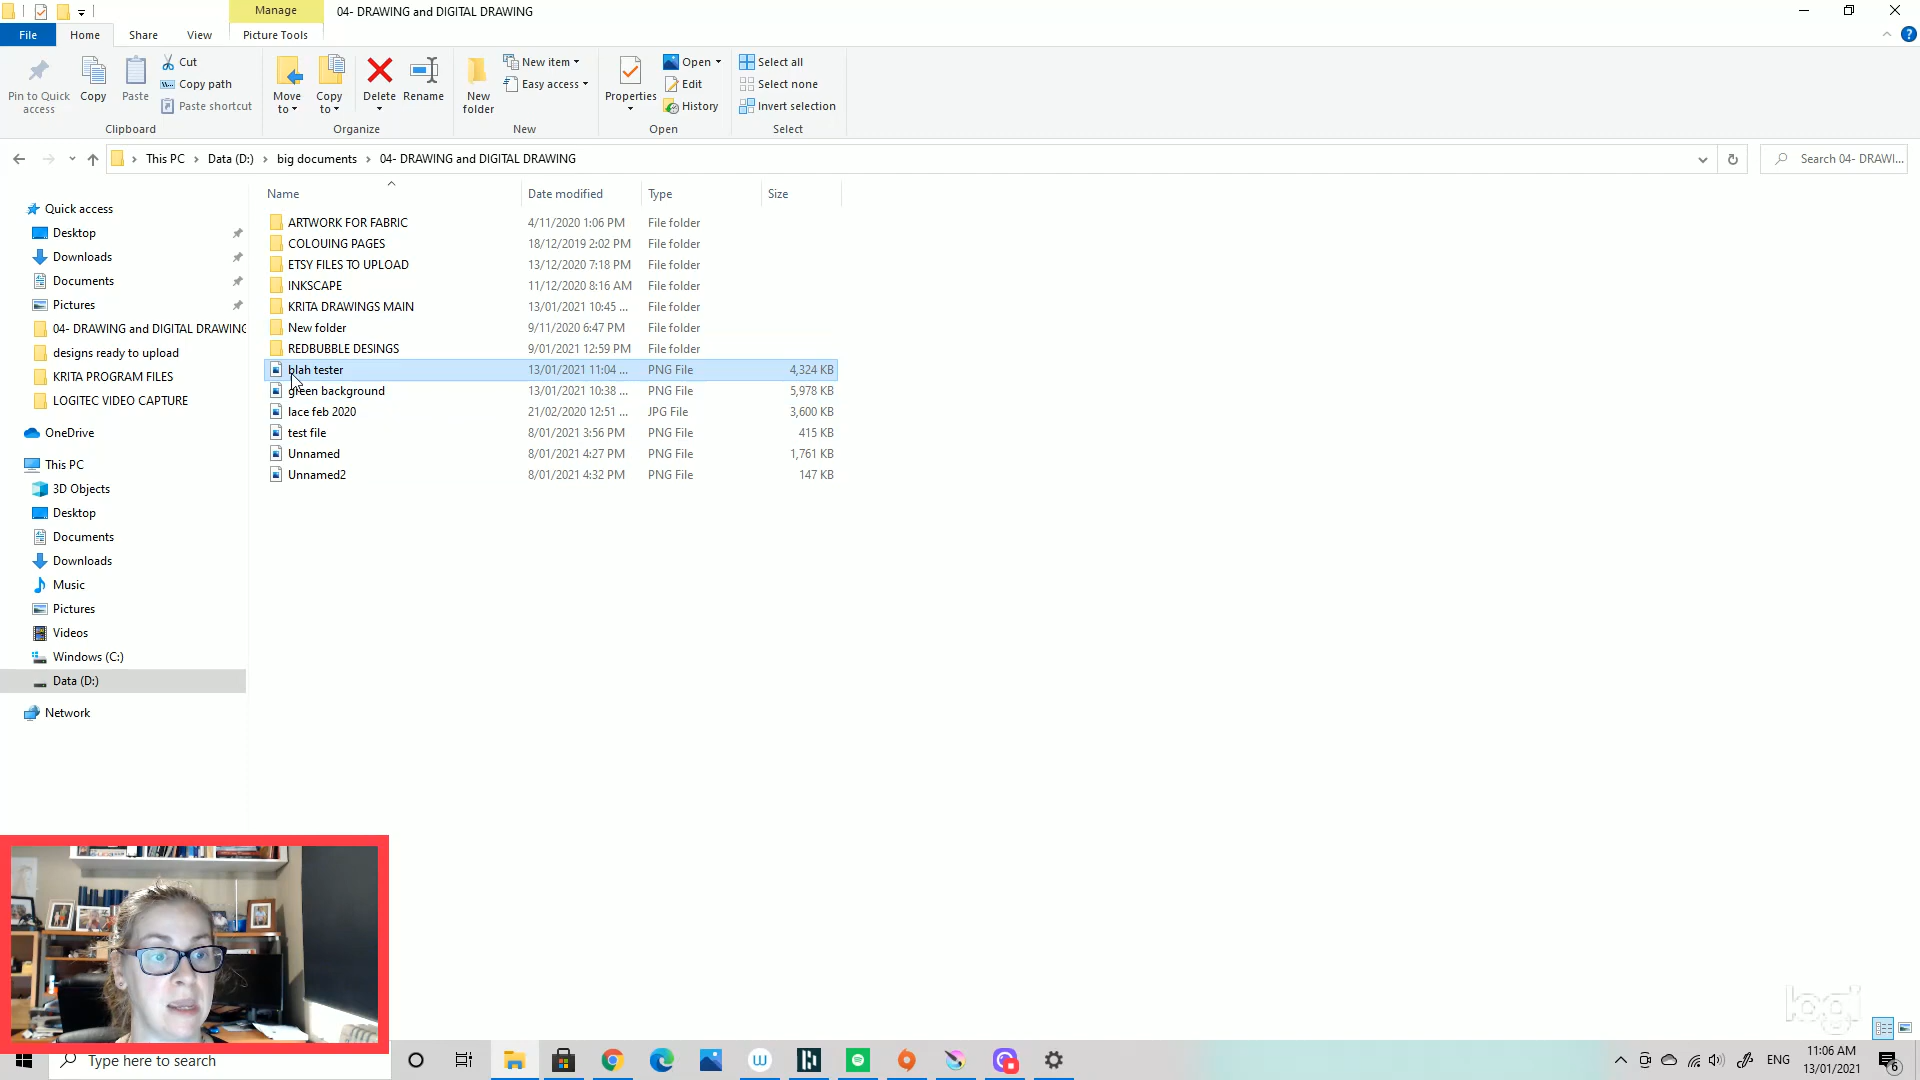 Manage
04- DRAWING and DIGITAL DRAWING
File
Home
Share
View
Picture Tools
Pin to Quick access
Copy
Paste
Cut
Copy path
Paste shortcut
Clipboard
Move to
Copy to
Delete
Rename
Organize
New folder
New item
Easy access
New
Properties
Open
Edit
History
Open
Select all
Select none
Invert selection
Select
This PC > Data (D:) > big documents > 04- DRAWING and DIGITAL DRAWING
Search 04- DRAWI...
Name Date modified Type Size
ARTWORK FOR FABRIC 4/11/2020 1:06 PM File folder
COLOUING PAGES 18/12/2019 2:02 PM File folder
ETSY FILES TO UPLOAD 13/12/2020 7:18 PM File folder
INKSCAPE 11/12/2020 8:16 AM File folder
KRITA DRAWINGS MAIN 13/01/2021 10:45 ... File folder
New folder 9/11/2020 6:47 PM File folder
REDBUBBLE DESINGS 9/01/2021 12:59 PM File folder
blah tester 13/01/2021 11:04 ... PNG File 4,324 KB
green background 13/01/2021 10:38 ... PNG File 5,978 KB
lace feb 2020 21/02/2020 12:51 ... JPG File 3,600 KB
test file 8/01/2021 3:56 PM PNG File 415 KB
Unnamed 8/01/2021 4:27 PM PNG File 1,761 KB
Unnamed2 8/01/2021 4:32 PM PNG File 147 KB
Quick access
Desktop
Downloads
Documents
Pictures
04- DRAWING and DIGITAL DRAWING
designs ready to upload
KRITA PROGRAM FILES
LOGITEC VIDEO CAPTURE
OneDrive
This PC
3D Objects
Desktop
Documents
Downloads
Music
Pictures
Videos
Windows (C:)
Data (D:)
Network
logi
Type here to search
ENG
11:06 AM
13/01/2021
6